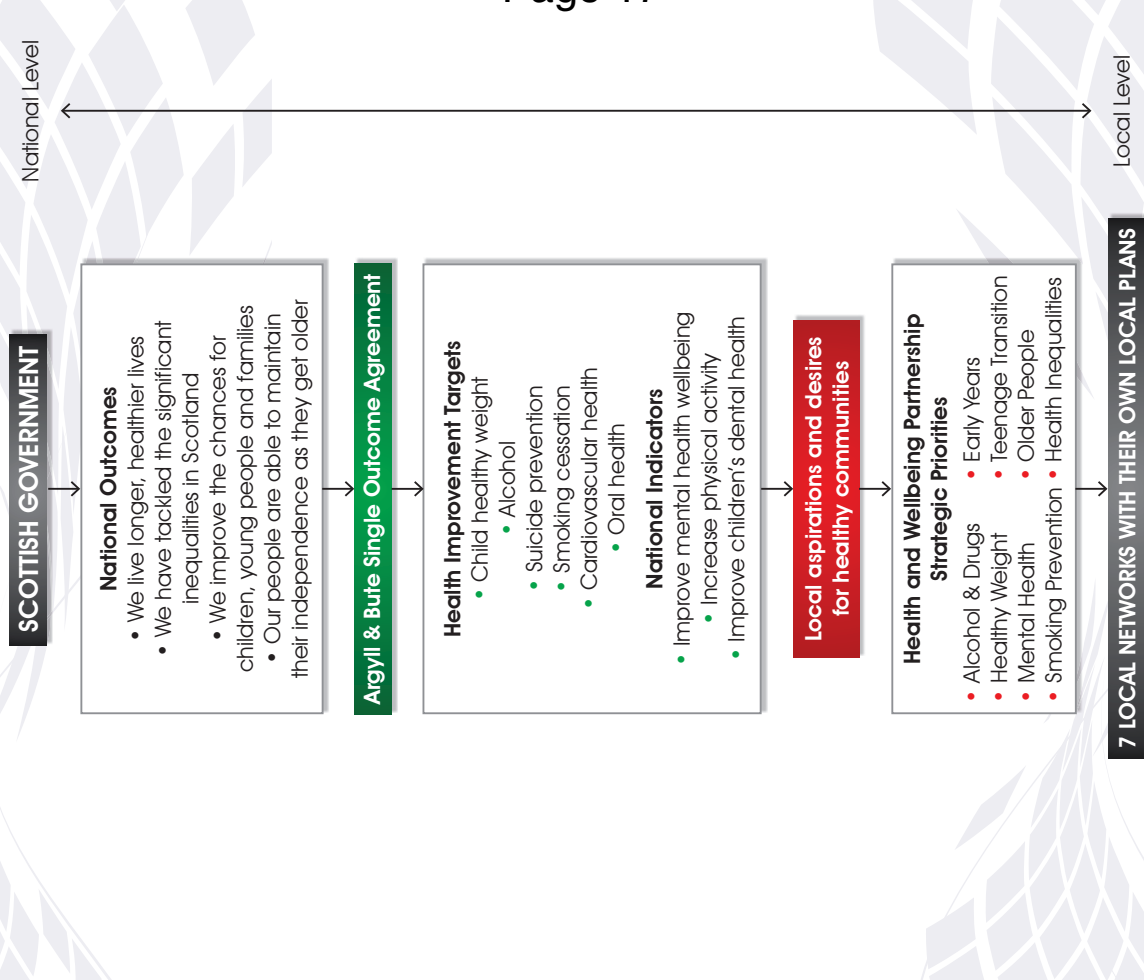 Page 47
National Level
SCOTTISH GOVERNMENT
National Outcomes
• We live longer, healthier lives
• We have tackled the significant
inequalities in Scotland
• We improve the chances for
children, young people and families
• Our people are able to maintain
their independence as they get older
Argyll & Bute Single Outcome Agreement
Health Improvement Targets
• Child healthy weight
• Alcohol
• Suicide prevention
• Smoking cessation
• Cardiovascular health
• Oral health
National Indicators
• Improve mental health wellbeing
• Increase physical activity
• Improve children's dental health
Local aspirations and desires
for healthy communities
Health and Wellbeing Partnership
Strategic Priorities
• Alcohol & Drugs • Early Years
• Healthy Weight • Teenage Transition
• Mental Health • Older People
• Smoking Prevention • Health Inequalities
7 LOCAL NETWORKS WITH THEIR OWN LOCAL PLANS
Local Level